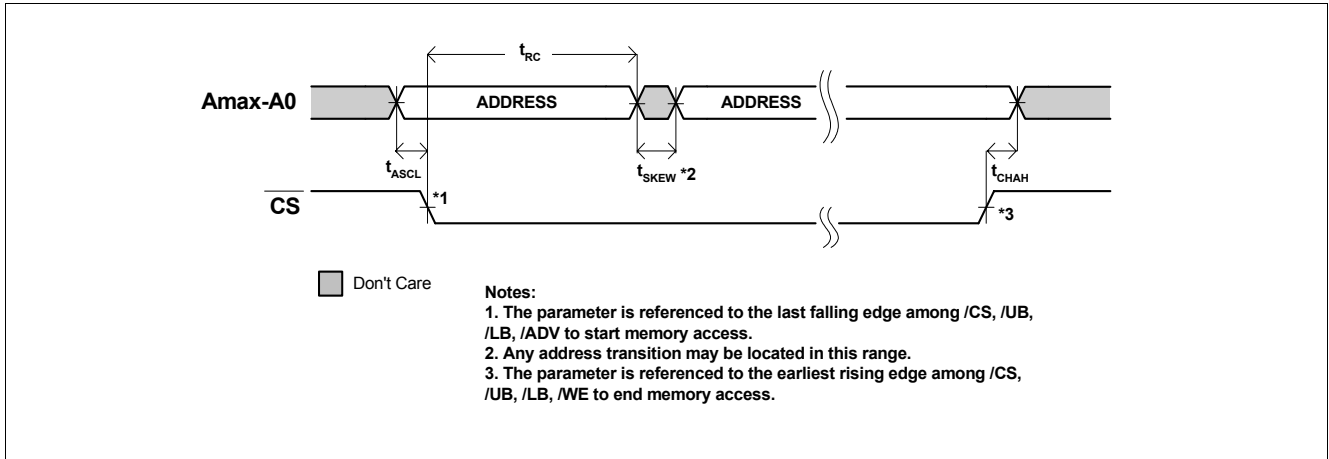 tRC
Amax-A0
ADDRESS
ADDRESS
tASCL
tSKEW *2
tCHAH
CS
*1
*3
Don't Care
Notes:
1. The parameter is referenced to the last falling edge among /CS, /UB,
/LB, /ADV to start memory access.
2. Any address transition may be located in this range.
3. The parameter is referenced to the earliest rising edge among /CS,
/UB, /LB, /WE to end memory access.